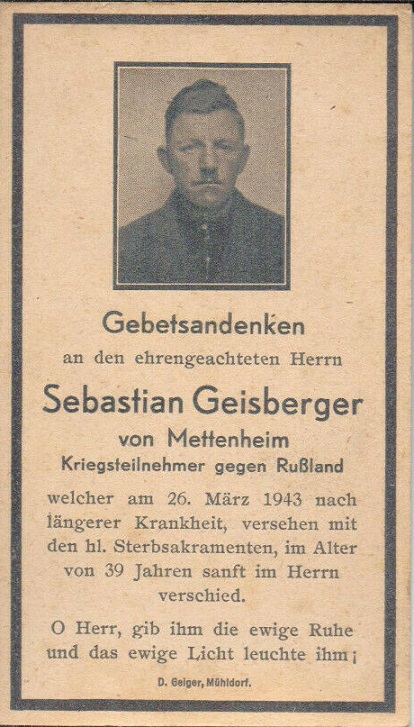 Gebetsandenken
an den ehrengeachteten Herrn
Sebastian Geisberger
von Mettenheim
Kriegsteilnehmer gegen Rußland
welcher am 26. März 1943 nach
längerer Krankheit, versehen mit
den hl. Sterbsakramenten, im Alter
von 39 Jahren sanft im Herrn
verschied.
O Herr, gib ihm die ewige Ruhe
und das ewige Licht leuchte ihm¡
D. Geiger, Mühldorf.